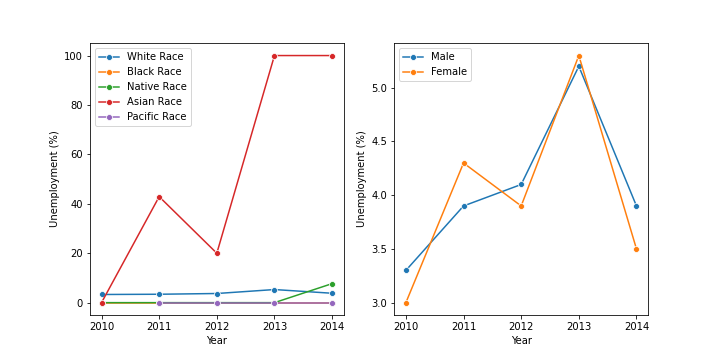 Unemployment (%)
100
80
60
40
20
0
White Race
Black Race
Native Race
Asian Race
Pacific Race
2010 2011 2012 2013 2014
Year
Unemployment (%)
5.0
4.5
4.0
3.5
3.0
Male
Female
2010 2011 2012 2013 2014
Year